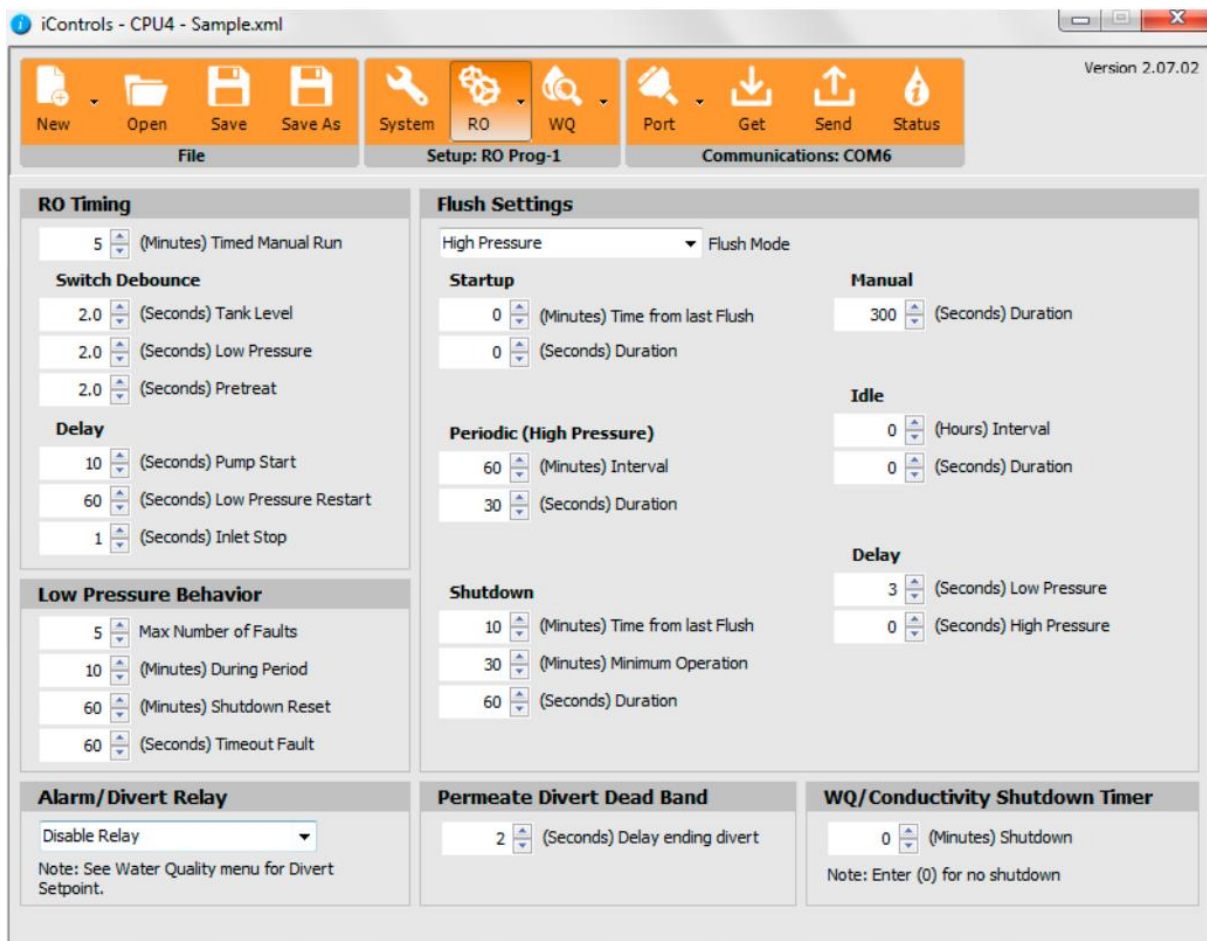 iControls - CPU4 - Sample.xml
Version 2.07.02
New Open Save Save As
File
System RO WQ
Setup: RO Prog-1
Port Get Send Status
Communications: COM6
RO Timing
5 (Minutes) Timed Manual Run
Switch Debounce
2.0 (Seconds) Tank Level
2.0 (Seconds) Low Pressure
2.0 (Seconds) Pretreat
Delay
10 (Seconds) Pump Start
60 (Seconds) Low Pressure Restart
1 (Seconds) Inlet Stop
Low Pressure Behavior
5 Max Number of Faults
10 (Minutes) During Period
60 (Minutes) Shutdown Reset
60 (Seconds) Timeout Fault
Flush Settings
High Pressure Flush Mode
Startup
0 (Minutes) Time from last Flush
0 (Seconds) Duration
Periodic (High Pressure)
60 (Minutes) Interval
30 (Seconds) Duration
Shutdown
10 (Minutes) Time from last Flush
30 (Minutes) Minimum Operation
60 (Seconds) Duration
Manual
300 (Seconds) Duration
Idle
0 (Hours) Interval
0 (Seconds) Duration
Delay
3 (Seconds) Low Pressure
0 (Seconds) High Pressure
Alarm/Divert Relay
Disable Relay
Note: See Water Quality menu for Divert
Setpoint.
Permeate Divert Dead Band
2 (Seconds) Delay ending divert
WQ/Conductivity Shutdown Timer
0 (Minutes) Shutdown
Note: Enter (0) for no shutdown